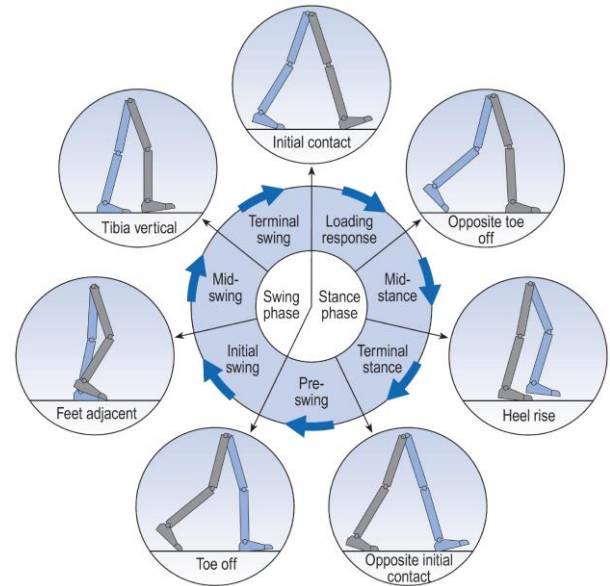 Initial contact
Tibia vertical
Opposite toe
off
Terminal
swing
Loading
response
Mid-
swing
Swing
phase
Stance
phase
Mid-
stance
Initial
swing
Pre-
swing
Terminal
stance
Feet adjacent
Heel rise
Toe off
Opposite initial
contact